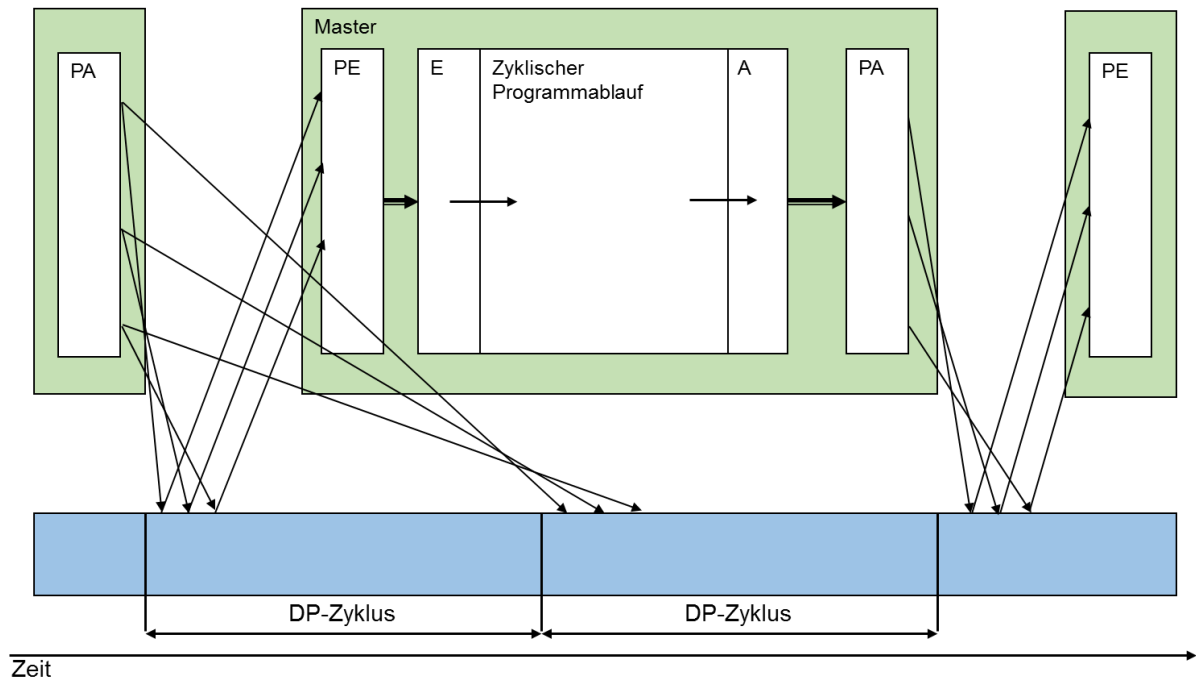 Master
PA
PE
E
Zyklischer
Programmablauf
A
PA
PE
DP-Zyklus
DP-Zyklus
Zeit